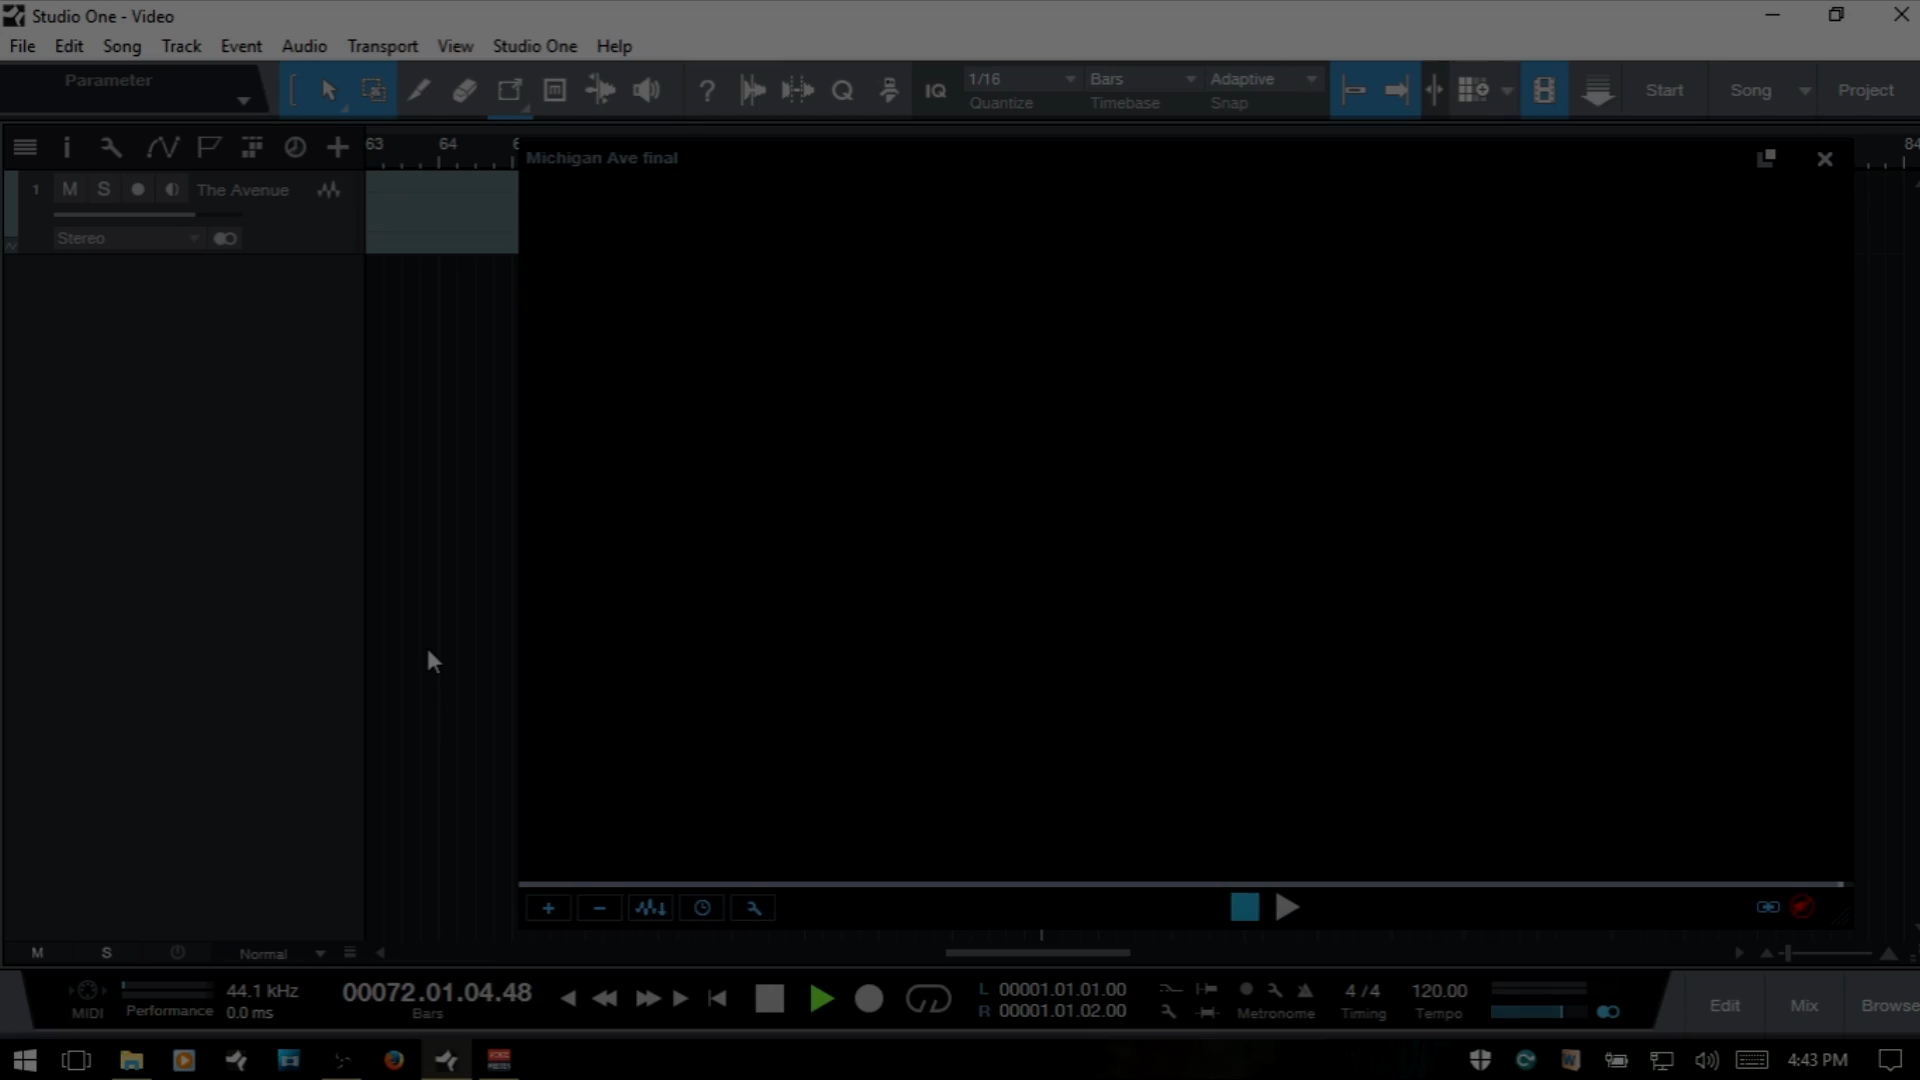 Studio One - Video
File Edit Song Track Event Audio Transport View Studio One Help
Parameter
IQ
1/16 Bars Adaptive
Quantize Timebase Snap
Start Song Project
63 64 84
Michigan Ave final
1 M S The Avenue
Stereo
M S Normal
MIDI
Performance
44.1 kHz
0.0 ms
00072.01.04.48
Bars
L 00001.01.01.00
R 00001.01.02.00
Metronome
4 / 4
Timing
120.00
Tempo
Edit Mix Browse
4:43 PM